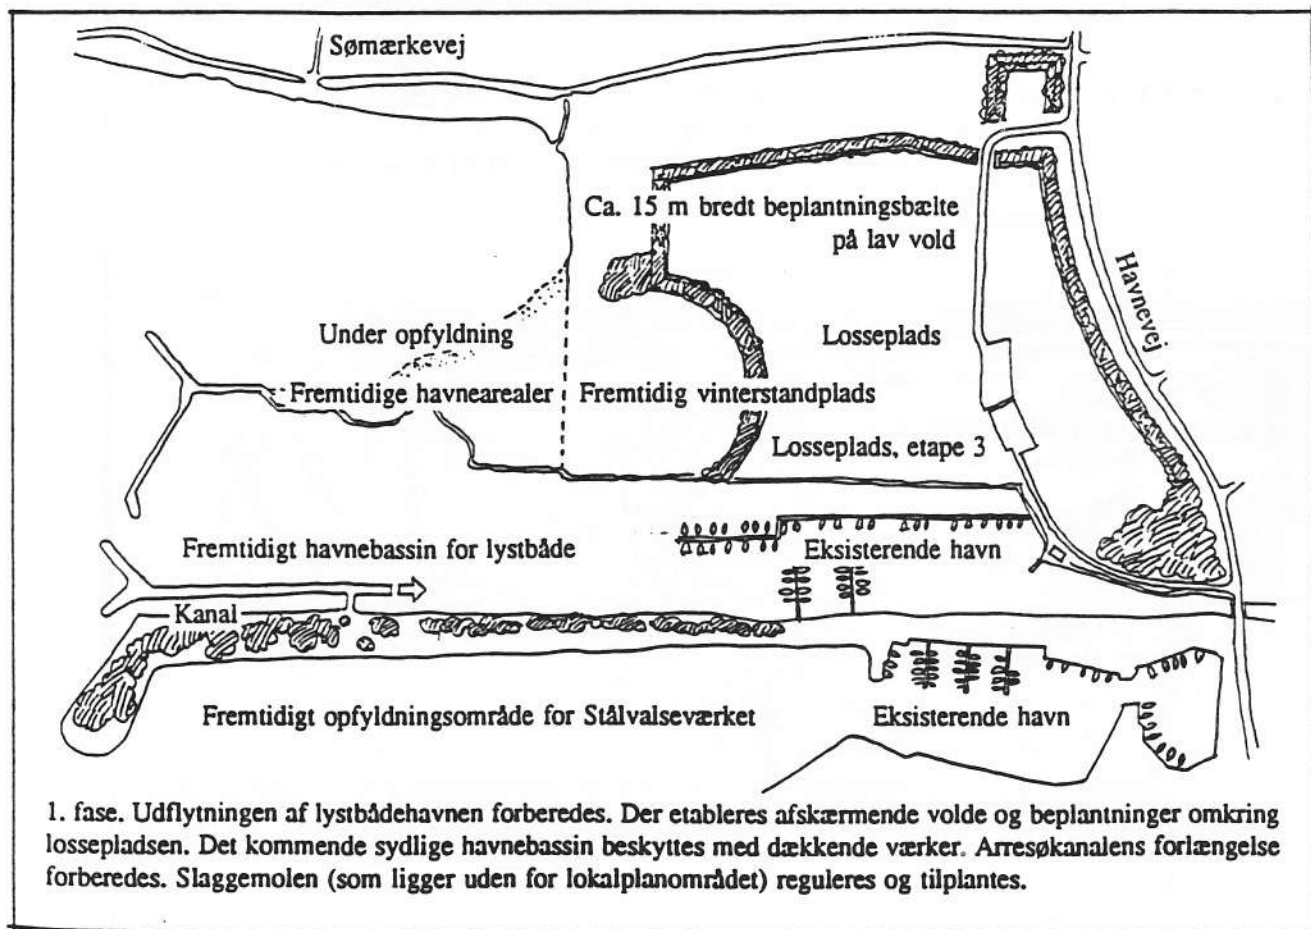 Sømærkevej
Ca. 15 m bredt beplantningsbælte
på lav vold
Havnevej
Under opfyldning
Losseplads
Fremtidige havnearealer
Fremtidig vinterstandplads
Losseplads, etape 3
Fremtidigt havnebassin for lystbåde
Eksisterende havn
Kanal
Fremtidigt opfyldningsområde for Stålvalseværket
Eksisterende havn
1. fase. Udflytningen af lystbådehavnen forberedes. Der etableres afskærmende volde og beplantninger omkring
lossepladsen. Det kommende sydlige havnebassin beskyttes med dækkende værker. Arresøkanalens forlængelse
forberedes. Slaggemolen (som ligger uden for lokalplanområdet) reguleres og tilplantes.